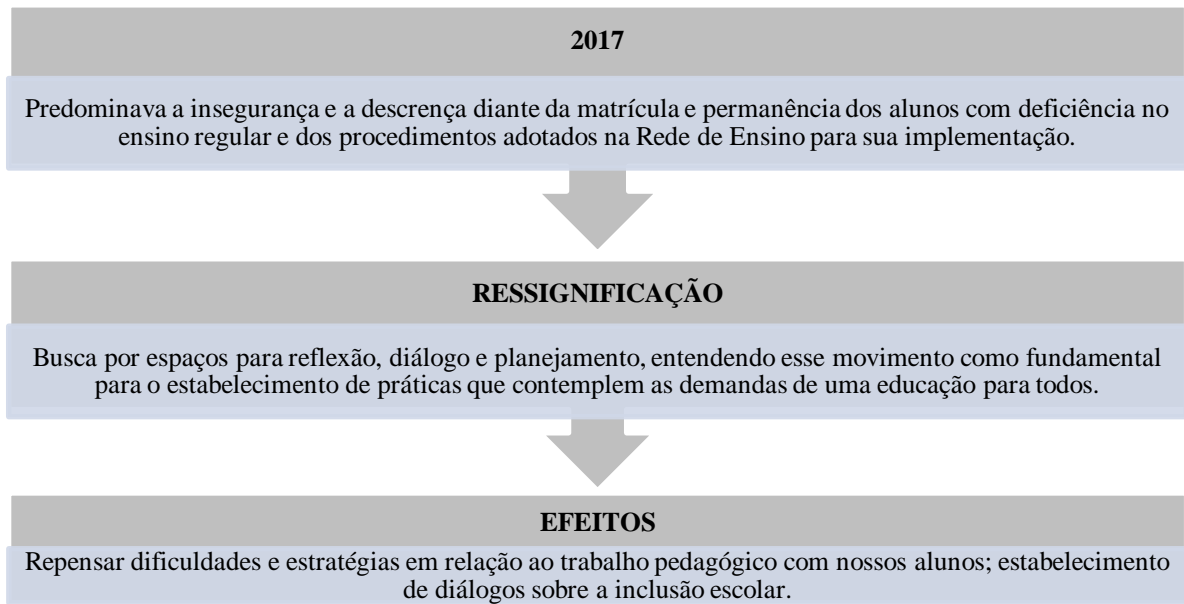 2017
Predominava a insegurança e a descrença diante da matrícula e permanência dos alunos com deficiência no
ensino regular e dos procedimentos adotados na Rede de Ensino para sua implementação.
RESSIGNIFICAÇÃO
Busca por espaços para reflexão, diálogo e planejamento, entendendo esse movimento como fundamental
para o estabelecimento de práticas que contemplem as demandas de uma educação para todos.
EFEITOS
Repensar dificuldades e estratégias em relação ao trabalho pedagógico com nossos alunos; estabelecimento
de diálogos sobre a inclusão escolar.